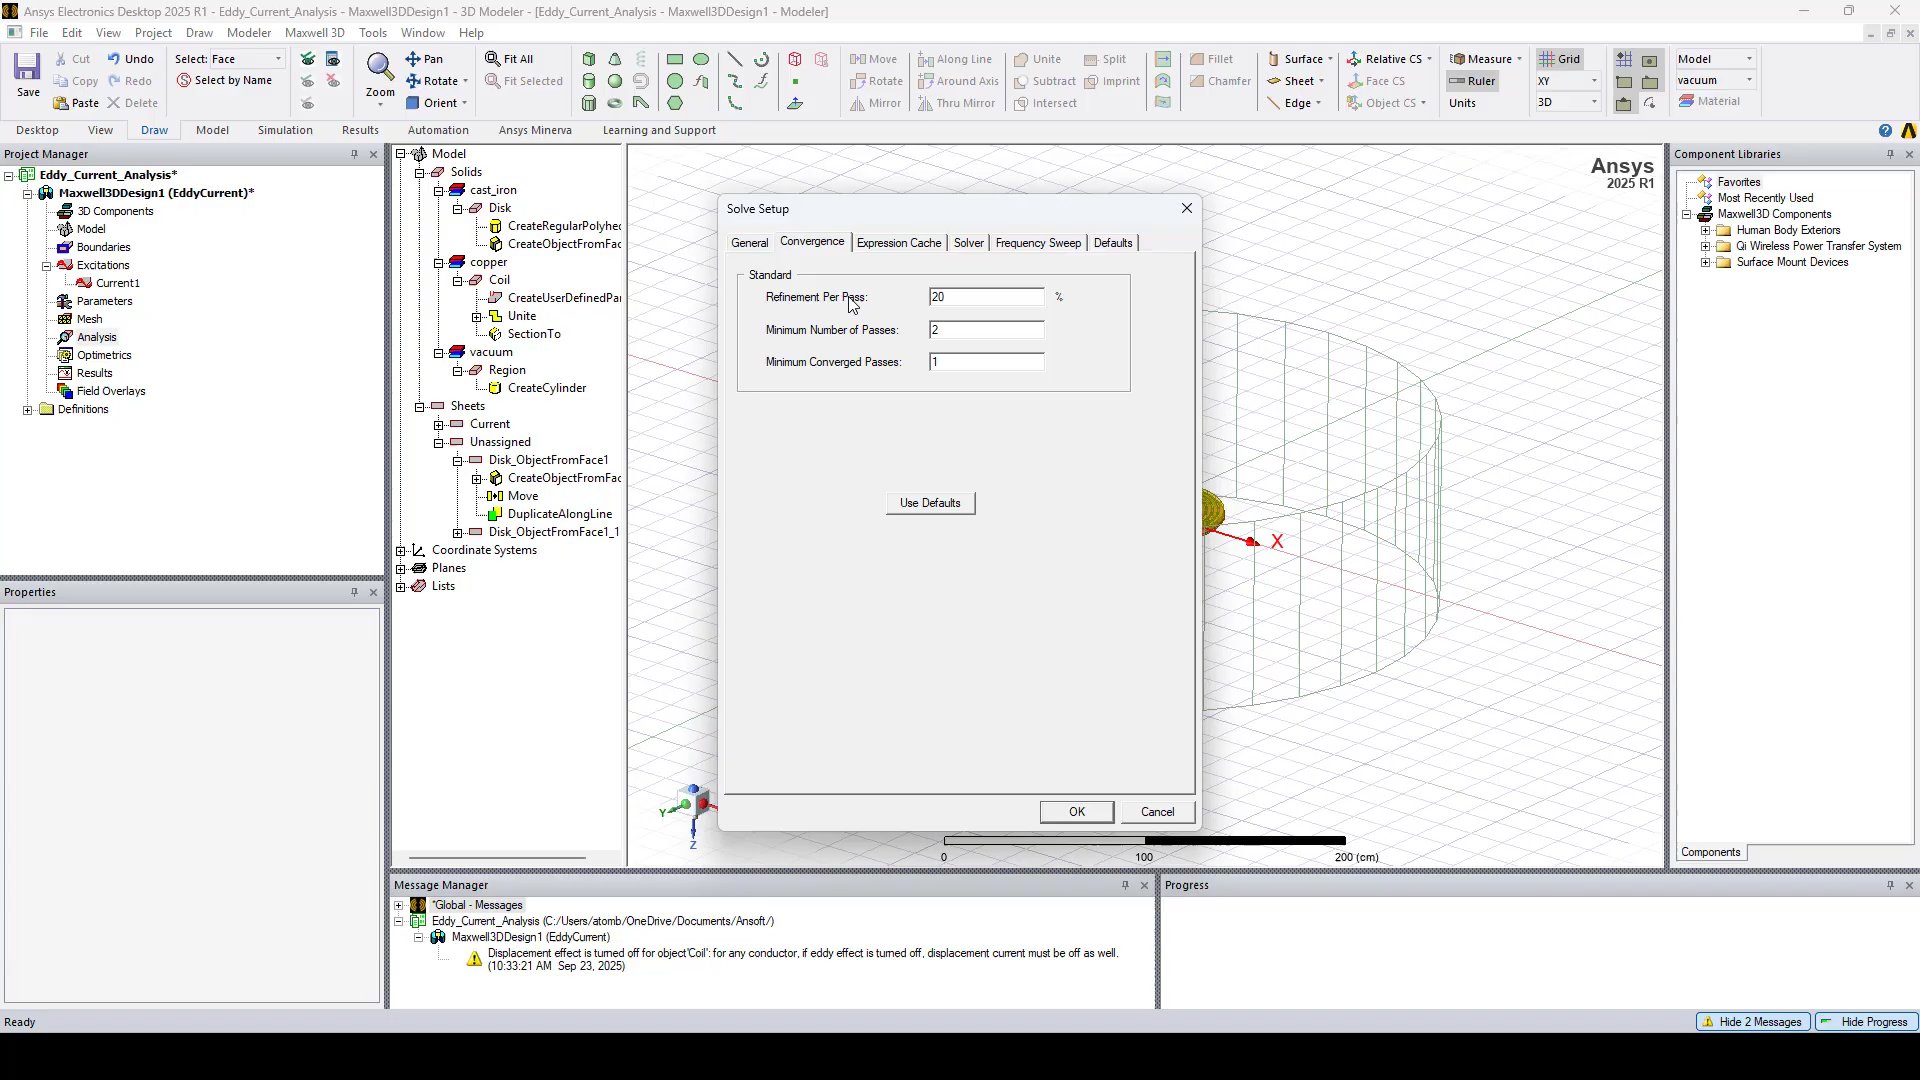 Ansys Electronics Desktop 2025 R1 - Eddy_Current_Analysis - Maxwell3DDesign1 - 3D Modeler - [Eddy_Current_Analysis - Maxwell3DDesign1 - Modeler]
File Edit View Project Draw Modeler Maxwell 3D Tools Window Help
Save
Cut Undo
Copy Redo
Paste Delete
Select: Face
Select by Name
Zoom
Pan
Rotate
Orient
Fit All
Fit Selected
Move Along Line
Rotate Around Axis
Mirror Thru Mirror
Unite Split
Subtract Imprint
Intersect
Fillet
Chamfer
Surface
Sheet
Edge
Relative CS
Face CS
Object CS
Measure
Ruler
Units
Grid
XY
3D
Model
vacuum
Material
Desktop View Draw Model Simulation Results Automation Ansys Minerva Learning and Support
Project Manager
Eddy_Current_Analysis*
Maxwell3DDesign1 (EddyCurrent)*
3D Components
Model
Boundaries
Excitations
Current1
Parameters
Mesh
Analysis
Optimetrics
Results
Field Overlays
Definitions
Properties
Model
Solids
cast_iron
Disk
CreateRegularPolyhe
CreateObjectFromFac
copper
Coil
CreateUserDefinedPa
Unite
SectionTo
vacuum
Region
CreateCylinder
Sheets
Current
Unassigned
Disk_ObjectFromFace1
CreateObjectFromFac
Move
DuplicateAlongLine
Disk_ObjectFromFace1_1
Coordinate Systems
Planes
Lists
Ansys
2025 R1
Solve Setup
General Convergence Expression Cache Solver Frequency Sweep Defaults
Standard
Refinement Per Pass: 20 %
Minimum Number of Passes: 2
Minimum Converged Passes: 1
Use Defaults
OK Cancel
X
Y
Z
0 100 200 (cm)
Component Libraries
Favorites
Most Recently Used
Maxwell3D Components
Human Body Exteriors
Qi Wireless Power Transfer System
Surface Mount Devices
Components
Message Manager
*Global - Messages
Eddy_Current_Analysis (C:/Users/atomb/OneDrive/Documents/Ansoft/)
Maxwell3DDesign1 (EddyCurrent)
Displacement effect is turned off for object'Coil': for any conductor, if eddy effect is turned off, displacement current must be off as well.
(10:33:21 AM Sep 23, 2025)
Progress
Ready
Hide 2 Messages
Hide Progress